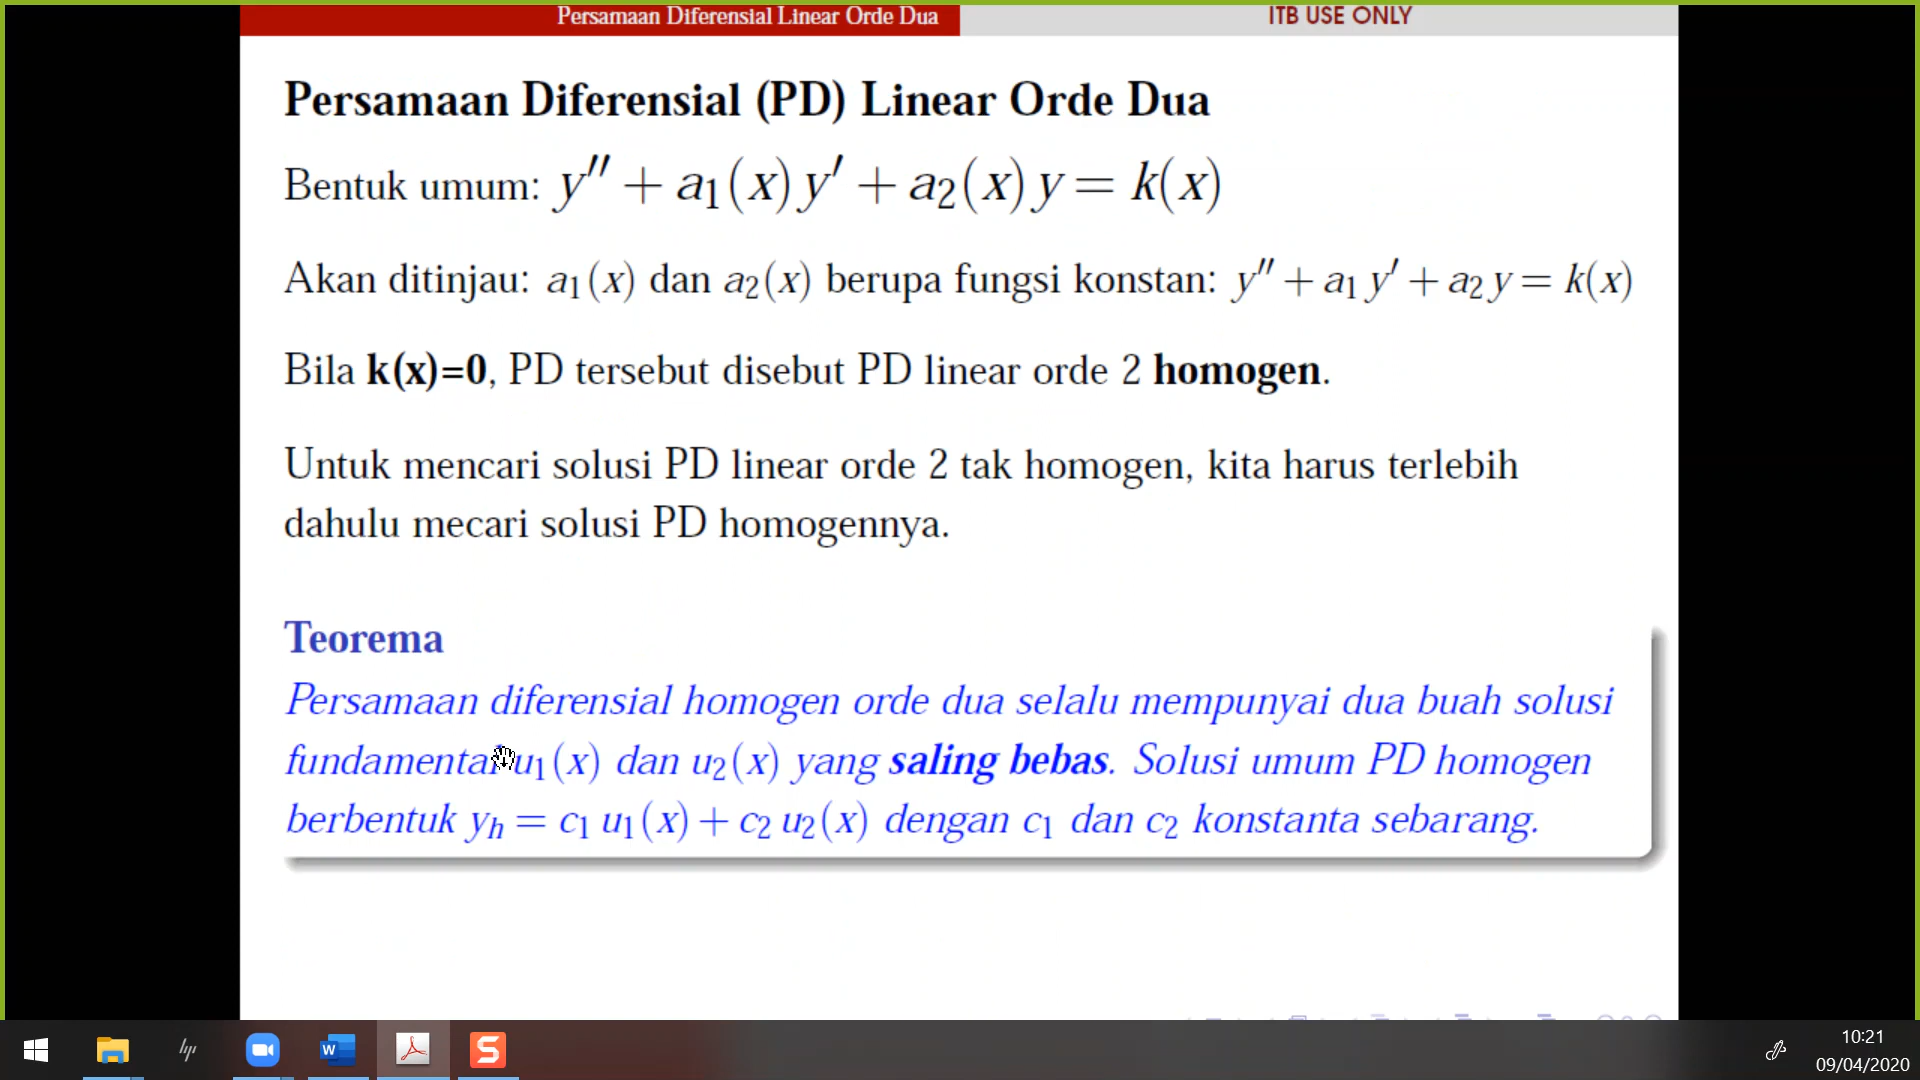 Persamaan Diferensial Linear Orde Dua
ITB USE ONLY
Persamaan Diferensial (PD) Linear Orde Dua
Bentuk umum: y″ + a₁(x) y′ + a₂(x) y = k(x)
Akan ditinjau: a₁(x) dan a₂(x) berupa fungsi konstan: y″ + a₁ y′ + a₂ y = k(x)
Bila k(x)=0, PD tersebut disebut PD linear orde 2 homogen.
Untuk mencari solusi PD linear orde 2 tak homogen, kita harus terlebih
dahulu mecari solusi PD homogennya.
Teorema
Persamaan diferensial homogen orde dua selalu mempunyai dua buah solusi
fundamental u₁(x) dan u₂(x) yang saling bebas. Solusi umum PD homogen
berbentuk yₕ = c₁ u₁(x) + c₂ u₂(x) dengan c₁ dan c₂ konstanta sebarang.
10:21
09/04/2020